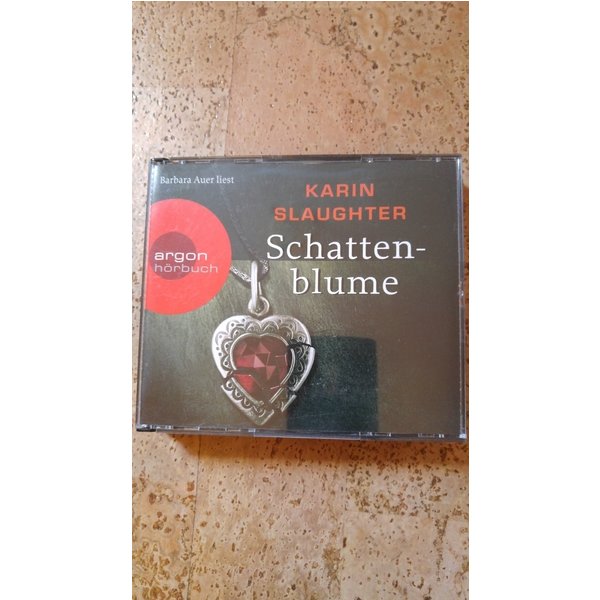 Barbara Auer liest
KARIN
SLAUGHTER
argon
hörbuch
Schatten-
blume